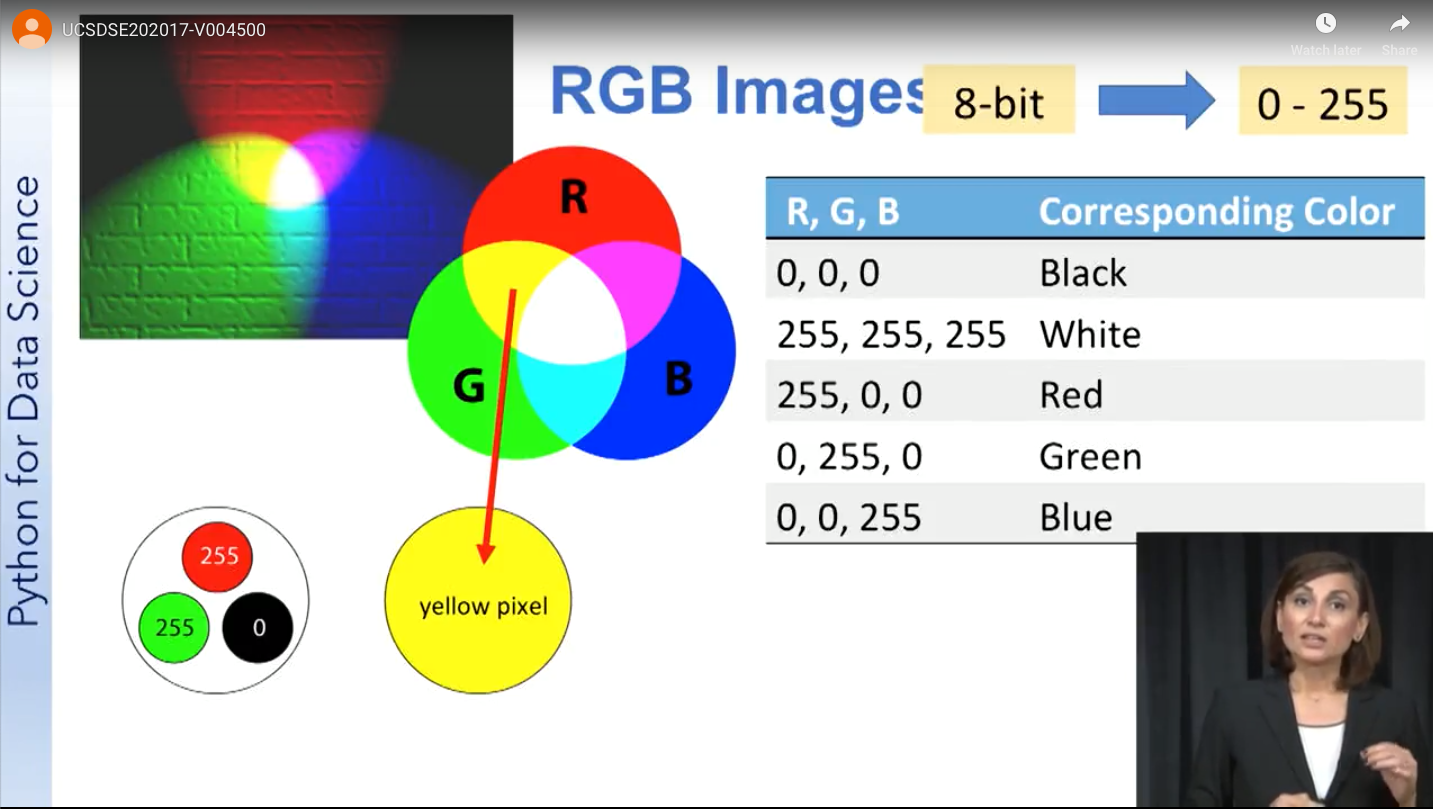 UCSDSE202017-V004500
Watch later
Share
RGB Images
8-bit
0 - 255
Python for Data Science
R
G
B
R, G, B Corresponding Color
0, 0, 0 Black
255, 255, 255 White
255, 0, 0 Red
0, 255, 0 Green
0, 0, 255 Blue
255
255
0
yellow pixel